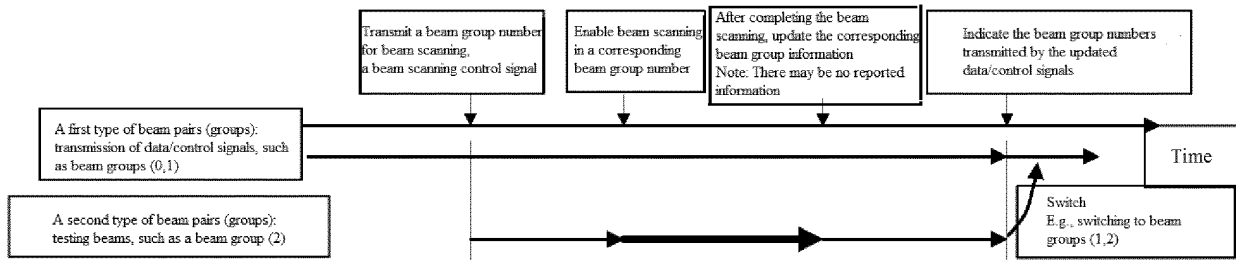 Transmit a beam group number
for beam scanning,
a beam scanning control signal
Enable beam scanning
in a corresponding
beam group number
After completing the beam
scanning, update the corresponding
beam group information
Note: There may be no reported
information
Indicate the beam group numbers
transmitted by the updated
data/control signals
A first type of beam pairs (groups):
transmission of data/control signals, such
as beam groups (0,1)
Time
A second type of beam pairs (groups):
testing beams, such as a beam group (2)
Switch
E.g., switching to beam
groups (1,2)